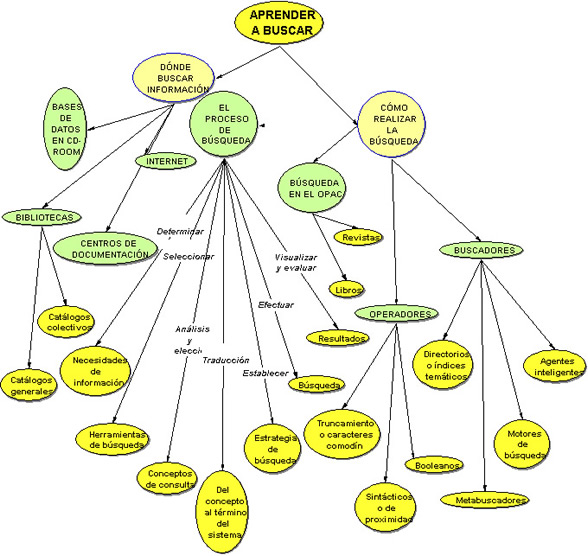 APRENDER
A BUSCAR
DÓNDE
BUSCAR
INFORMACIÓN
BASES
DE
DATOS
EN CD-
ROOM
EL
PROCESO
DE
BÚSQUEDA
CÓMO
REALIZAR
LA
BÚSQUEDA
INTERNET
BÚSQUEDA
EN EL OPAC
BIBLIOTECAS
CENTROS DE
DOCUMENTACIÓN
Determinar
Seleccionar
Revistas
BUSCADORES
Visualizar
y evaluar
Libros
Efectuar
OPERADORES
Catálogos
colectivos
Análisis
y
elecci
Traducción
Establecer
Resultados
Necesidades
de
información
Catálogos
generales
Búsqueda
Directorios
o índices
temáticos
Agentes
inteligentes
Herramientas
de búsqueda
Estrategis
de
búsqueda
Truncamiento
o caracteres
comodín
Motores
de
búsqueda
Conceptos
de consulta
Booleanos
Del
concepto
al término
del
sistema
Sintácticos
o de
proximidad
Metabuscadores